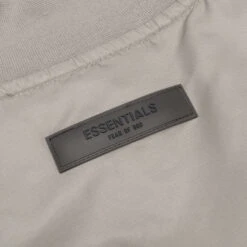 ESSENTIALS
FEAR OF GOD